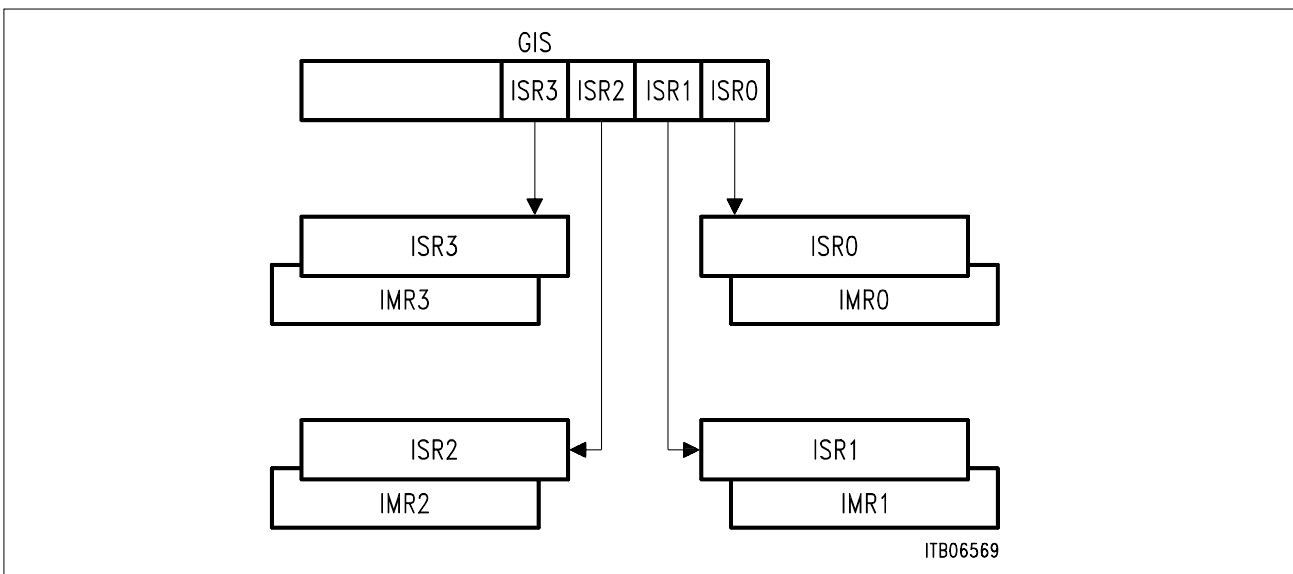 GIS
ISR3 ISR2 ISR1 ISR0
ISR3 ISR0
IMR3 IMR0
ISR2 ISR1
IMR2 IMR1
ITB06569